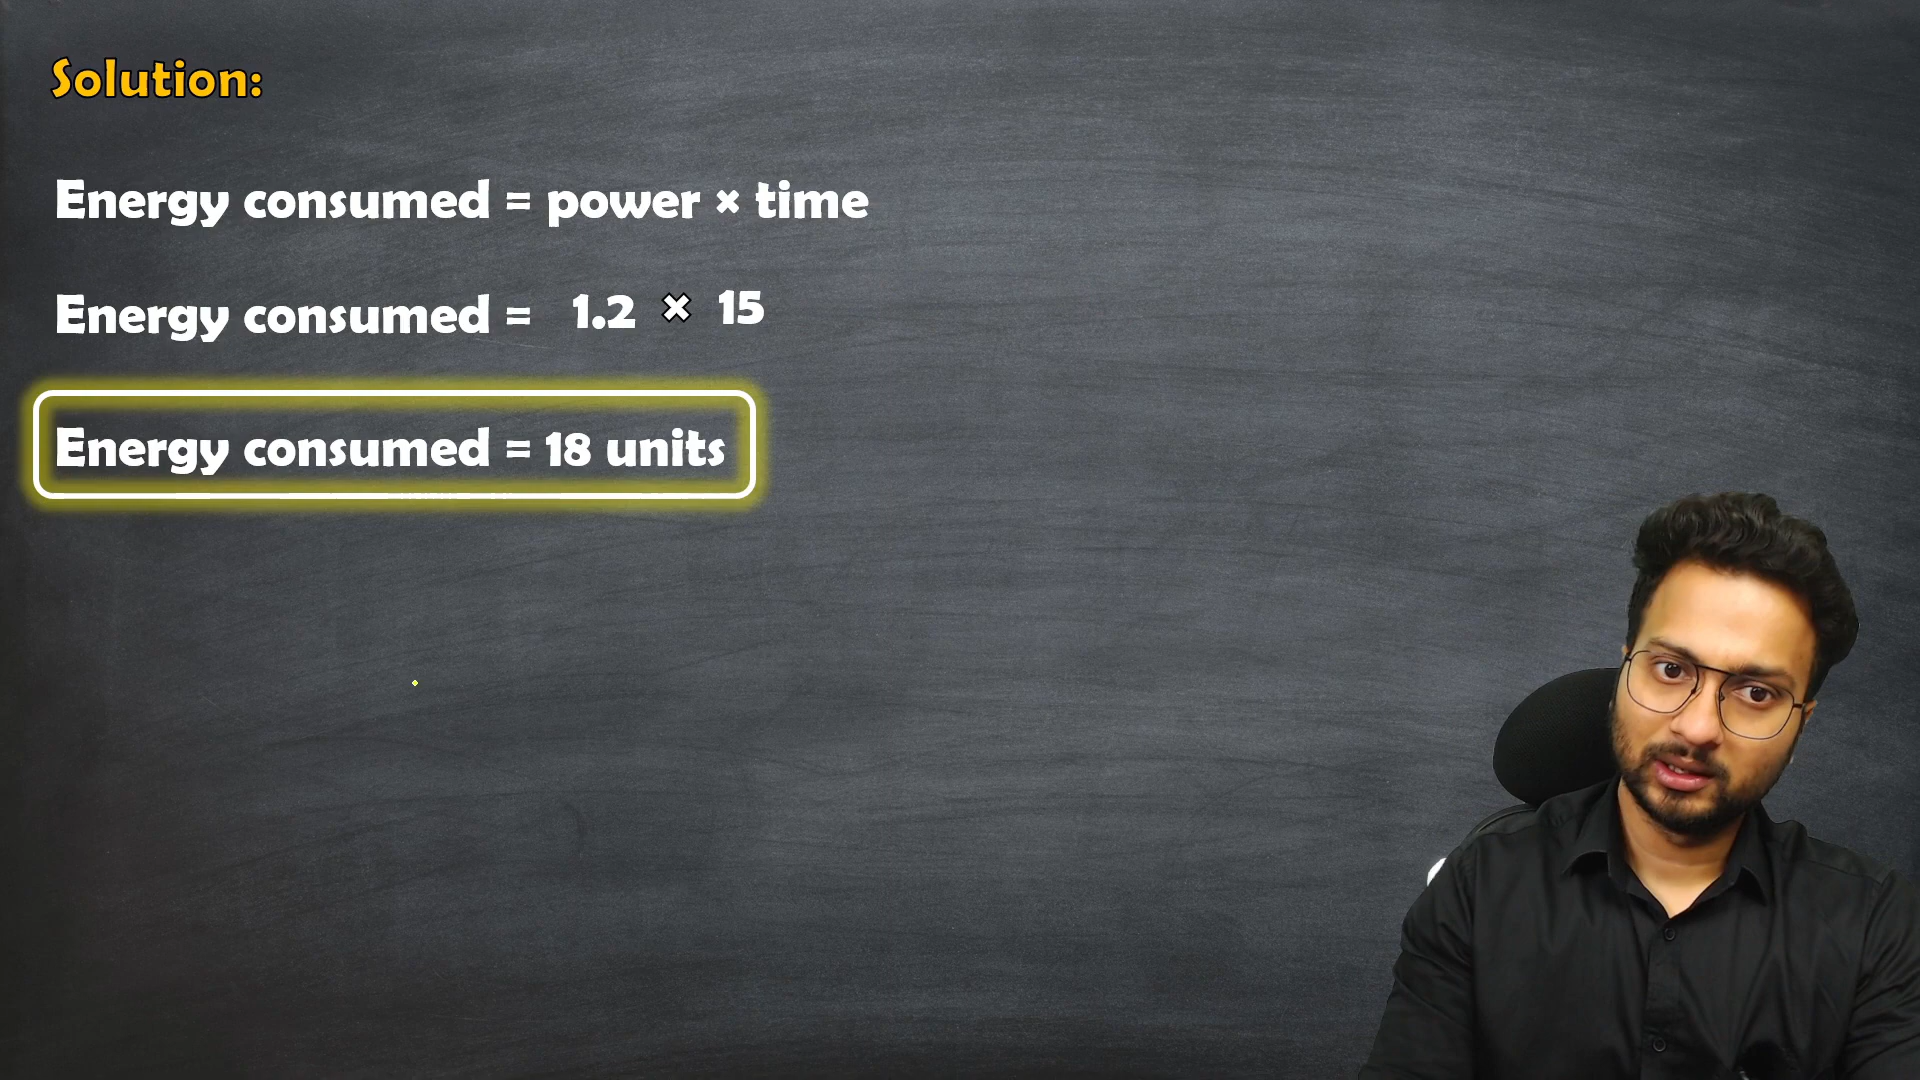 Solution:
Energy consumed = power × time
Energy consumed = 1.2 × 15
Energy consumed = 18 units